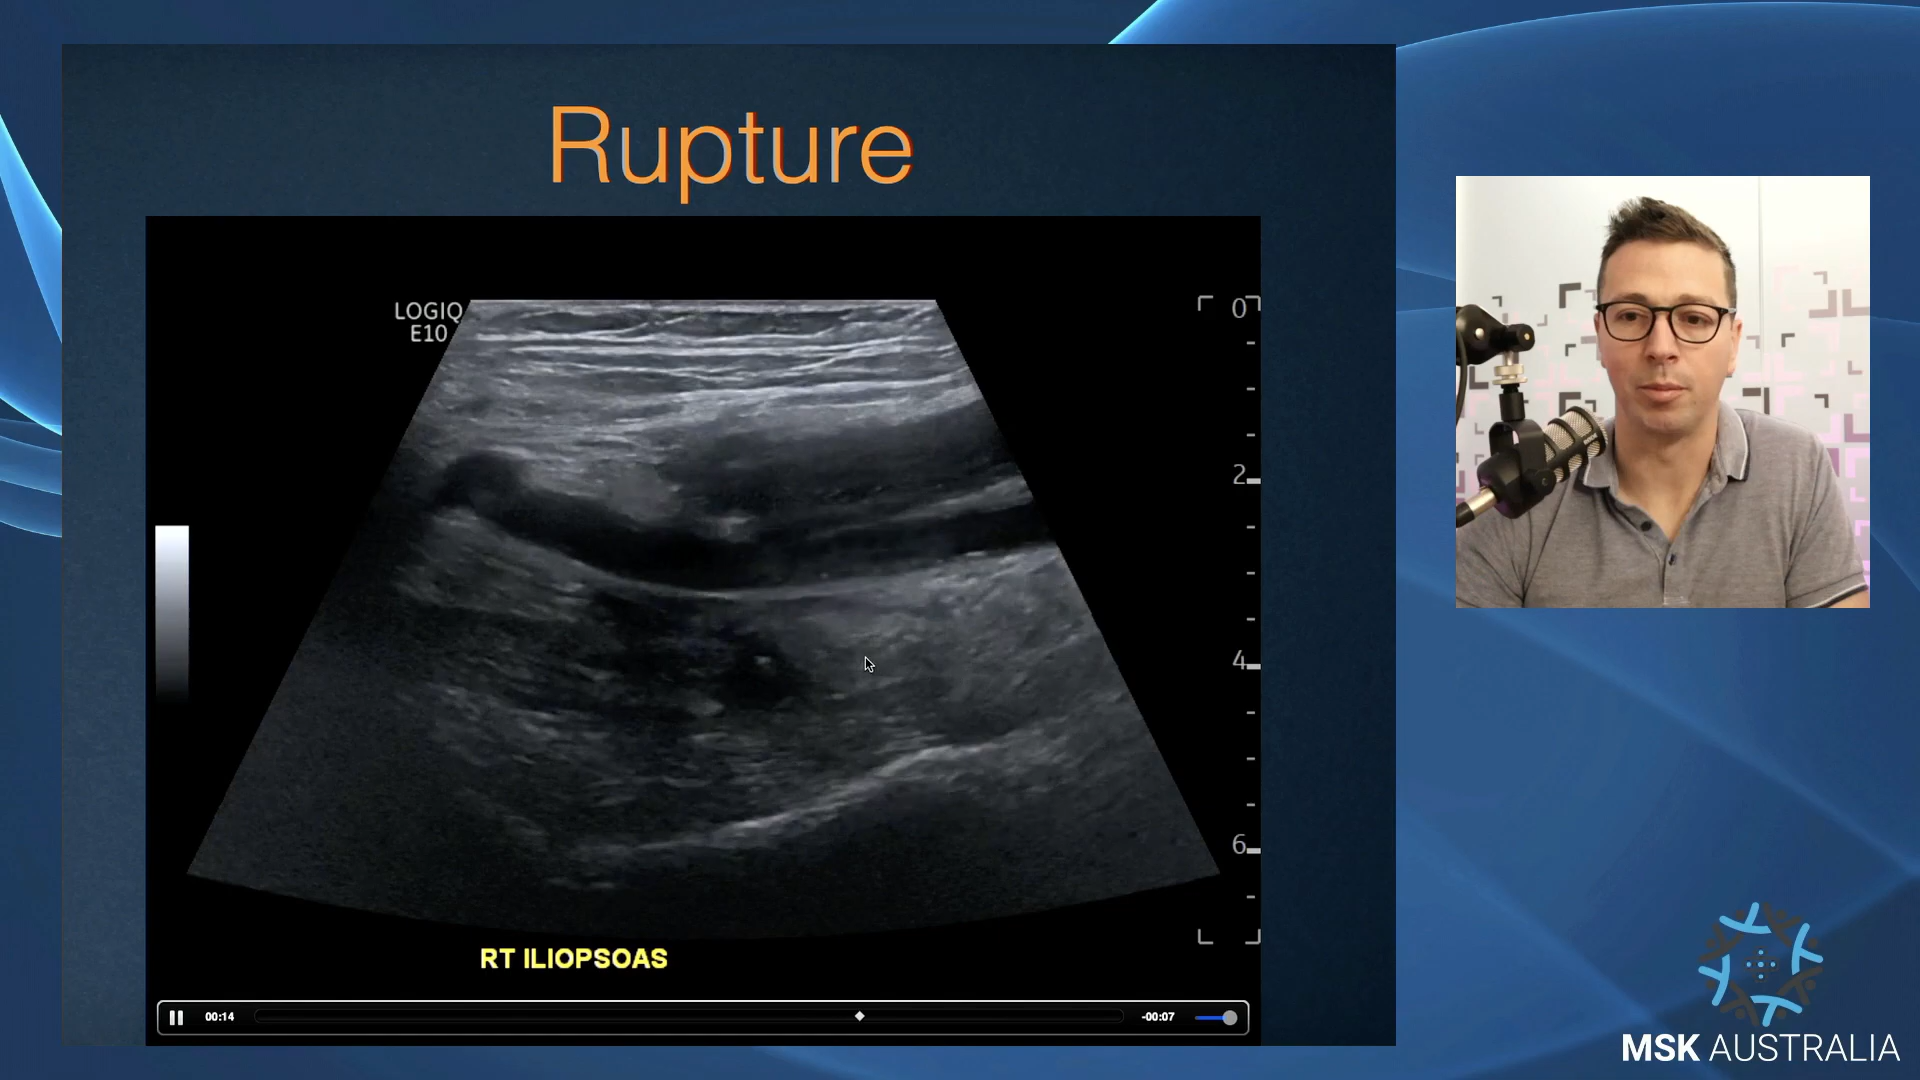 Rupture
LOGIQ
E10
0
2
4
6
RT ILIOPSOAS
00:14
-00:07
MSK AUSTRALIA